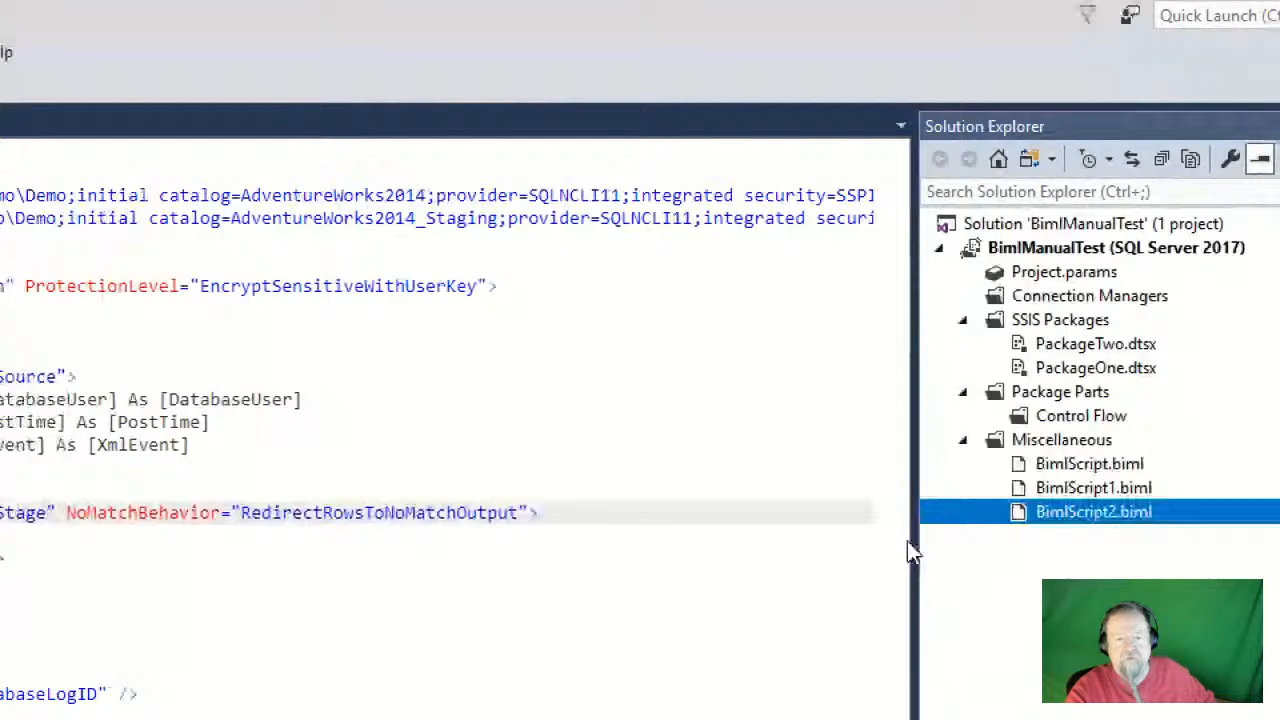 Quick Launch (Ct
lp
mo\Demo;initial catalog=AdventureWorks2014;provider=SQLNCLI11;integrated security=SSPI
o\Demo;initial catalog=AdventureWorks2014_Staging;provider=SQLNCLI11;integrated securi
n" ProtectionLevel="EncryptSensitiveWithUserKey">
Source">
atabaseUser] As [DatabaseUser]
stTime] As [PostTime]
vent] As [XmlEvent]
Stage" NoMatchBehavior="RedirectRowsToNoMatchOutput">
>
abaseLogID" />
Solution Explorer
Search Solution Explorer (Ctrl+;)
Solution 'BimlManualTest' (1 project)
BimlManualTest (SQL Server 2017)
Project.params
Connection Managers
SSIS Packages
PackageTwo.dtsx
PackageOne.dtsx
Package Parts
Control Flow
Miscellaneous
BimlScript.biml
BimlScript1.biml
BimlScript2.biml